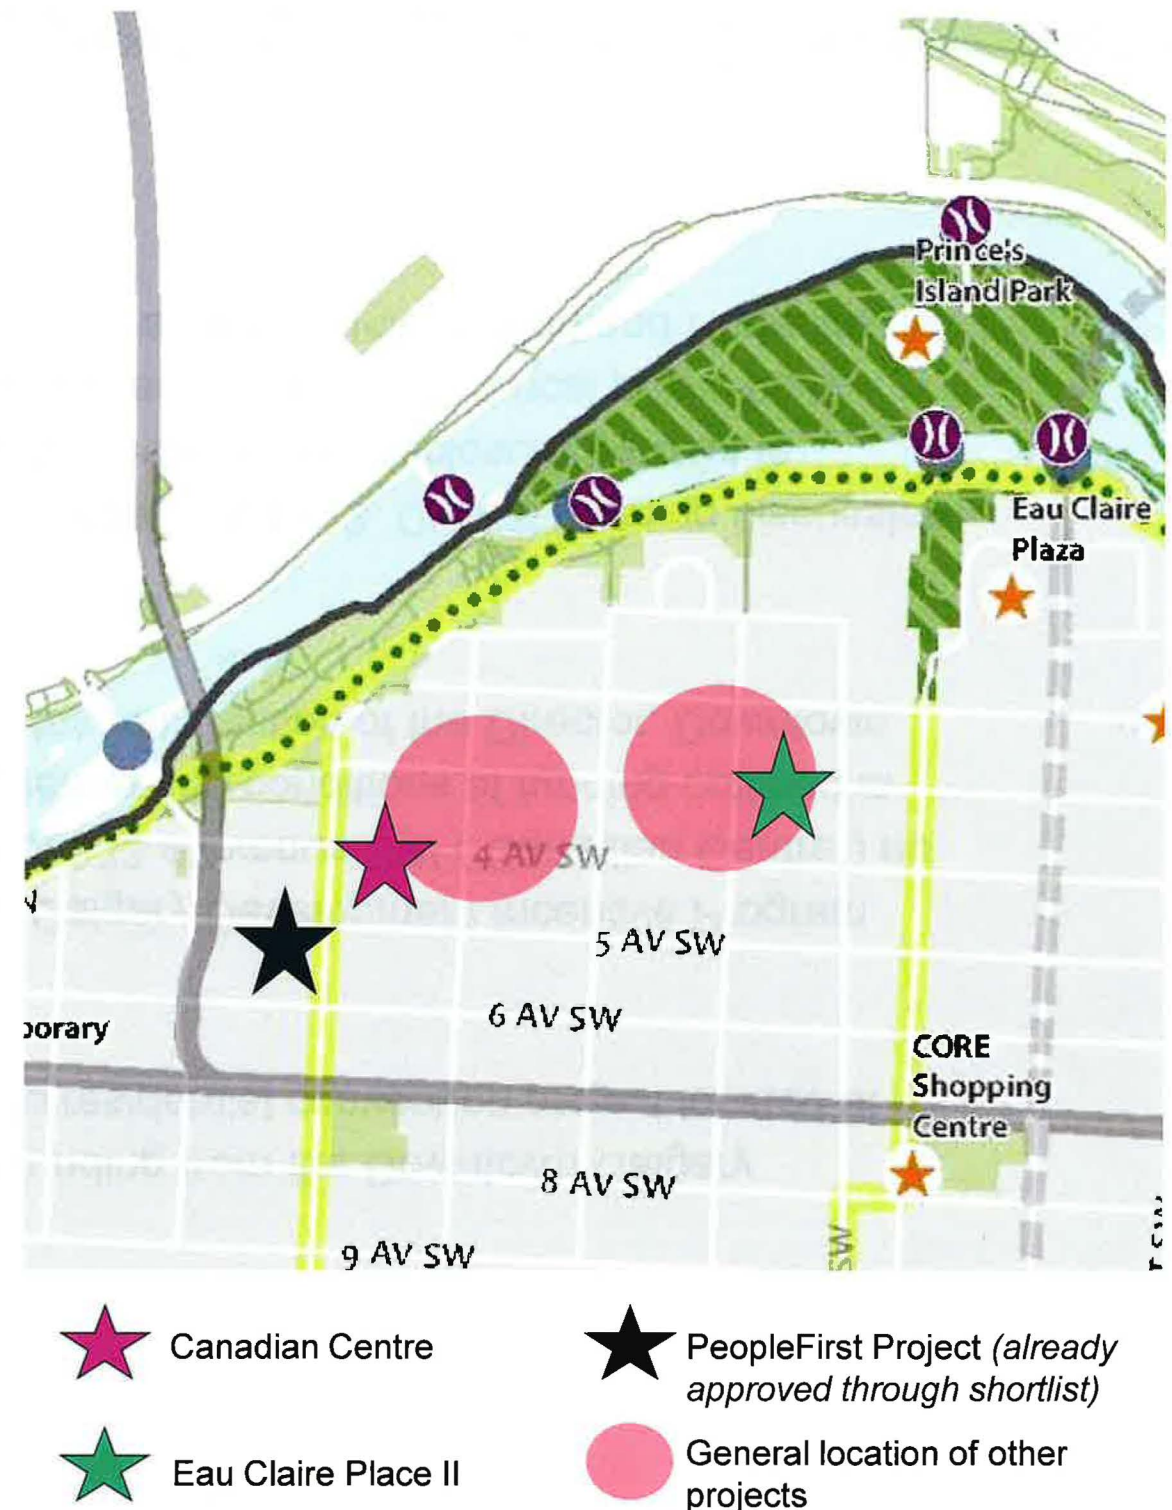 Prince's
Island Park
Eau Claire
Plaza
4 AV SW
5 AV SW
6 AV SW
CORE
Shopping
Centre
8 AV SW
SW
9 AV SW
Canadian Centre
PeopleFirst Project (already
approved through shortlist)
Eau Claire Place II
General location of other
projects